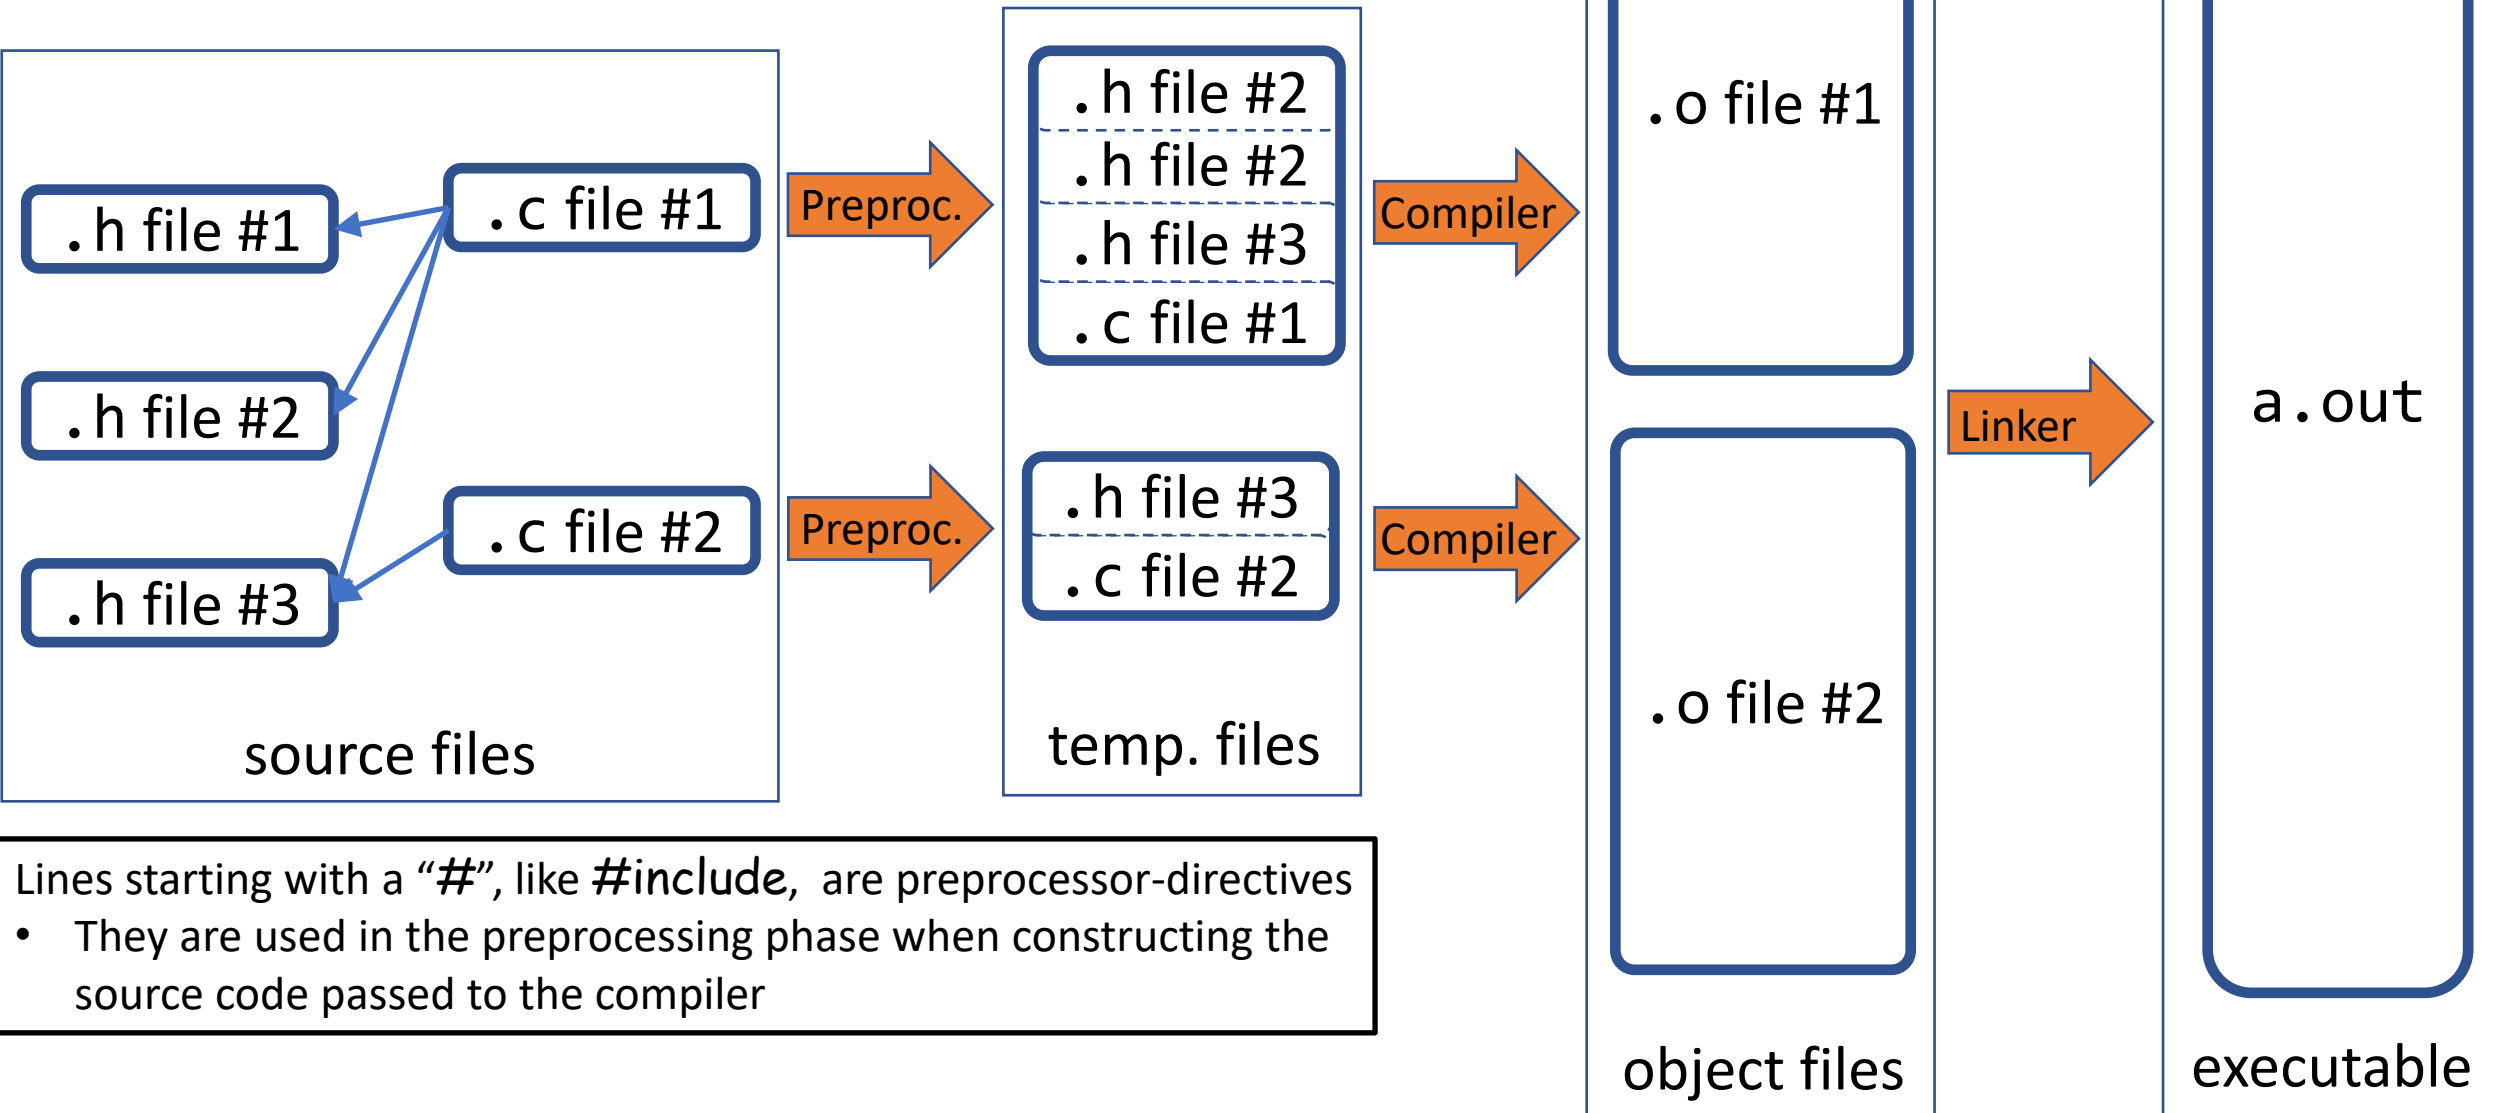 .h file #1
.h file #2
.h file #3
.c file #1
.c file #2
source files
Preproc.
Preproc.
.h file #2
.h file #2
.h file #3
.c file #1
.h file #3
.c file #2
temp. files
Compiler
Compiler
.o file #1
.o file #2
object files
Linker
a.out
executable
Lines starting with a “#”, like #include, are preprocessor-directives
• They are used in the preprocessing phase when constructing the
source code passed to the compiler